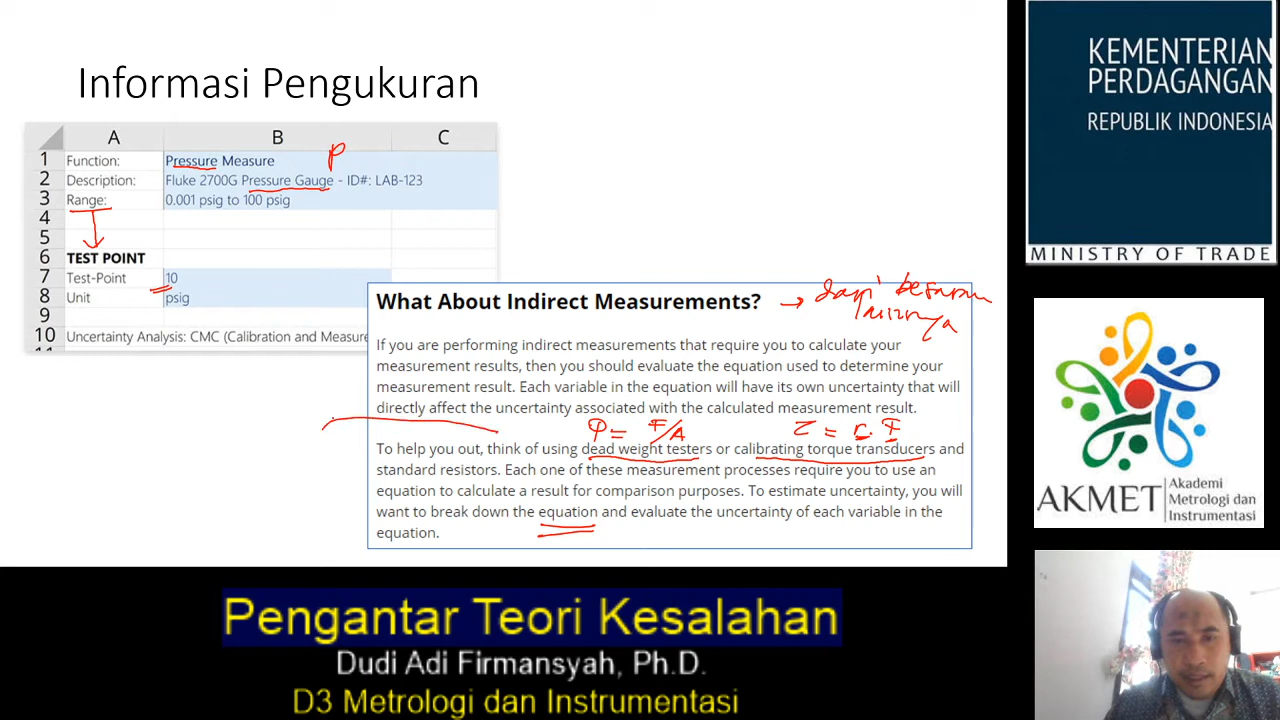 Informasi Pengukuran
A B C
1 Function: Pressure Measure
P
2 Description: Fluke 2700G Pressure Gauge - ID#: LAB-123
3 Range: 0.001 psig to 100 psig
4
5
6 TEST POINT
7 Test-Point 10
8 Unit psig
9
10 Uncertainty Analysis: CMC (Calibration and Measure
What About Indirect Measurements?
→ dari besaran
lainnya
If you are performing indirect measurements that require you to calculate your
measurement results, then you should evaluate the equation used to determine your
measurement result. Each variable in the equation will have its own uncertainty that will
directly affect the uncertainty associated with the calculated measurement result.
P = F/A
τ = r . F
To help you out, think of using dead weight testers or calibrating torque transducers and
standard resistors. Each one of these measurement processes require you to use an
equation to calculate a result for comparison purposes. To estimate uncertainty, you will
want to break down the equation and evaluate the uncertainty of each variable in the
equation.
KEMENTERIAN
PERDAGANGAN
REPUBLIK INDONESIA
MINISTRY OF TRADE
AKMET
Akademi
Metrologi dan
Instrumentasi
Pengantar Teori Kesalahan
Dudi Adi Firmansyah, Ph.D.
D3 Metrologi dan Instrumentasi